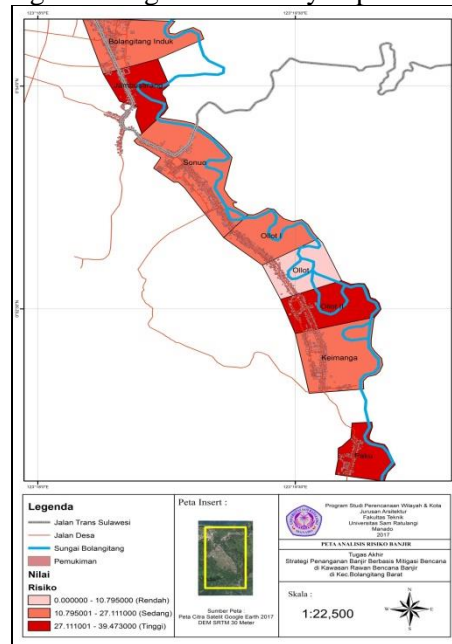 Bolangitang Induk
Sonuo
Ollot I
Ollot
Ollot II
Keimanga
Paku
Legenda
Jalan Trans Sulawesi
Jalan Desa
Sungai Bolangitang
Pemukiman
Nilai
Risiko
0.000000 - 10.795000 (Rendah)
10.795001 - 27.111000 (Sedang)
27.111001 - 39.473000 (Tinggi)
Peta Insert :
Sumber Peta
Peta Citra Satelit Google Earth 2017
DEM SRTM 30 Meter
Program Studi Perencanaan Wilayah & Kota
Jurusan Arsitektur
Fakultas Teknik
Universitas Sam Ratulangi
Manado
2017
PETA ANALISIS RISIKO BANJIR
Tugas Akhir
Strategi Penanganan Banjir Berbasis Mitigasi Bencana
di Kawasan Rawan Bencana Banjir
di Kec.Bolangitang Barat
Skala :
1:22,500